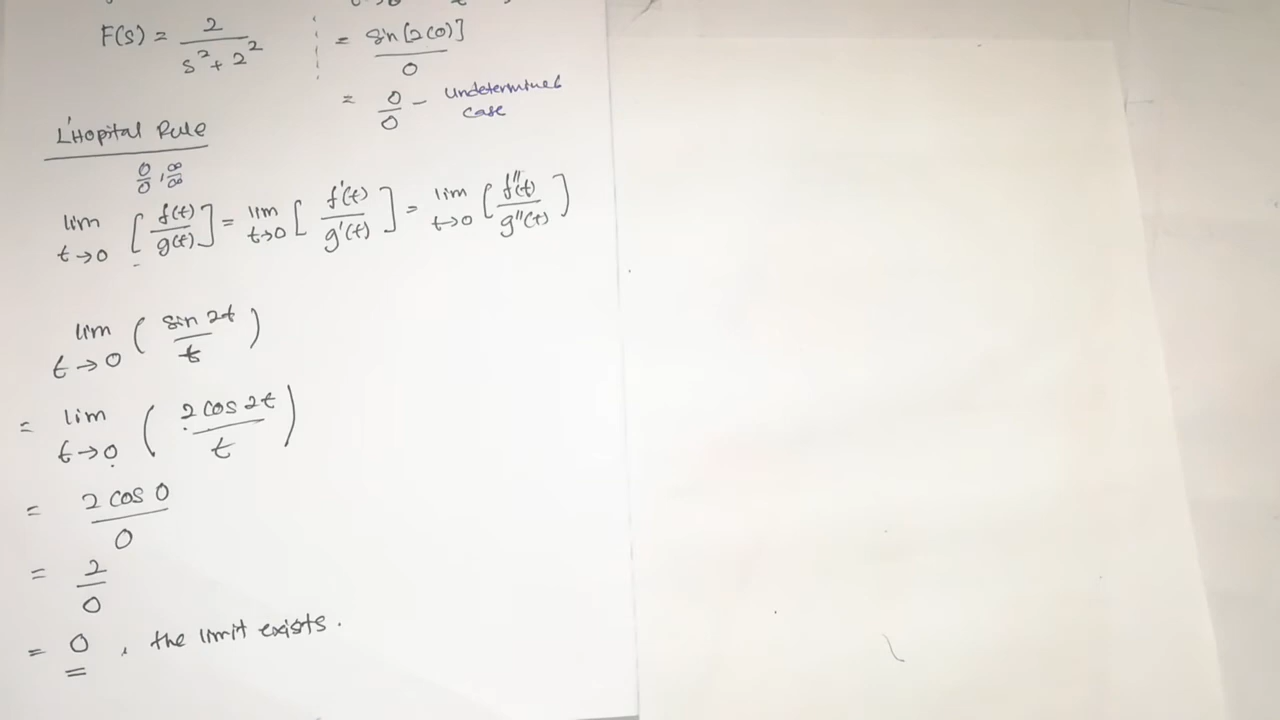 F(s) = 2 / s² + 2²
= sin[2(0)] / 0
= 0/0 - undetermined case
L'Hopital Rule
0/0, ∞/∞
lim t→0 [f(t)/g(t)] = lim t→0 [f'(t)/g'(t)] = lim t→0 [f''(t)/g''(t)]
lim t→0 (sin 2t / t)
= lim t→0 (2 cos 2t / t)
= 2 cos 0 / 0
= 2/0
= 0, the limit exists.